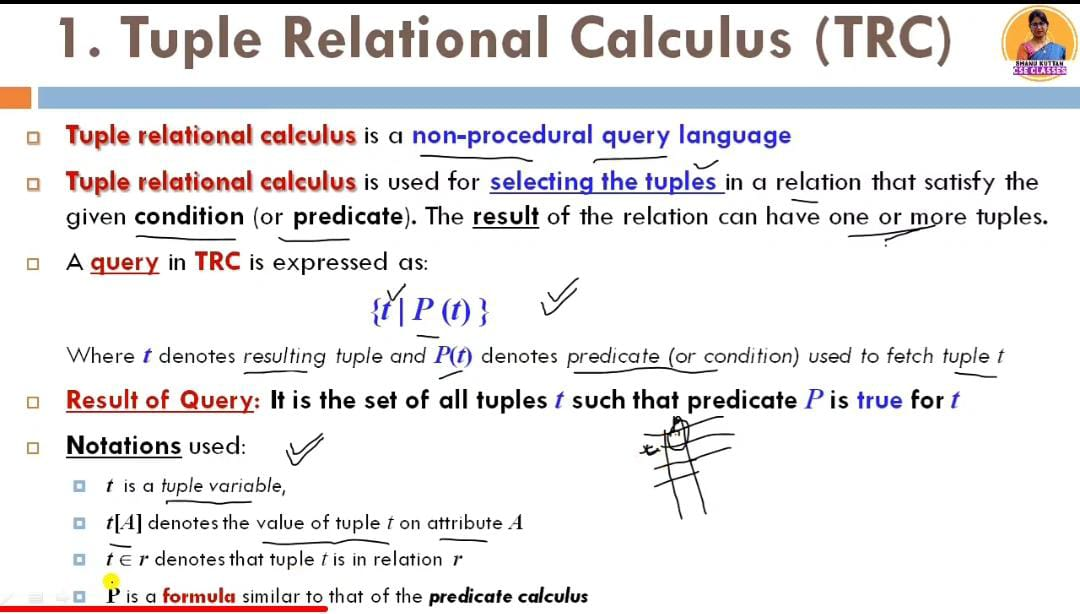 1. Tuple Relational Calculus (TRC)
BHANU KUTTAN
CSE CLASSES
Tuple relational calculus is a non-procedural query language
Tuple relational calculus is used for selecting the tuples in a relation that satisfy the
given condition (or predicate). The result of the relation can have one or more tuples.
A query in TRC is expressed as:
{t | P (t) }
Where t denotes resulting tuple and P(t) denotes predicate (or condition) used to fetch tuple t
Result of Query: It is the set of all tuples t such that predicate P is true for t
Notations used:
t is a tuple variable,
t[A] denotes the value of tuple t on attribute A
t ∈ r denotes that tuple t is in relation r
P is a formula similar to that of the predicate calculus